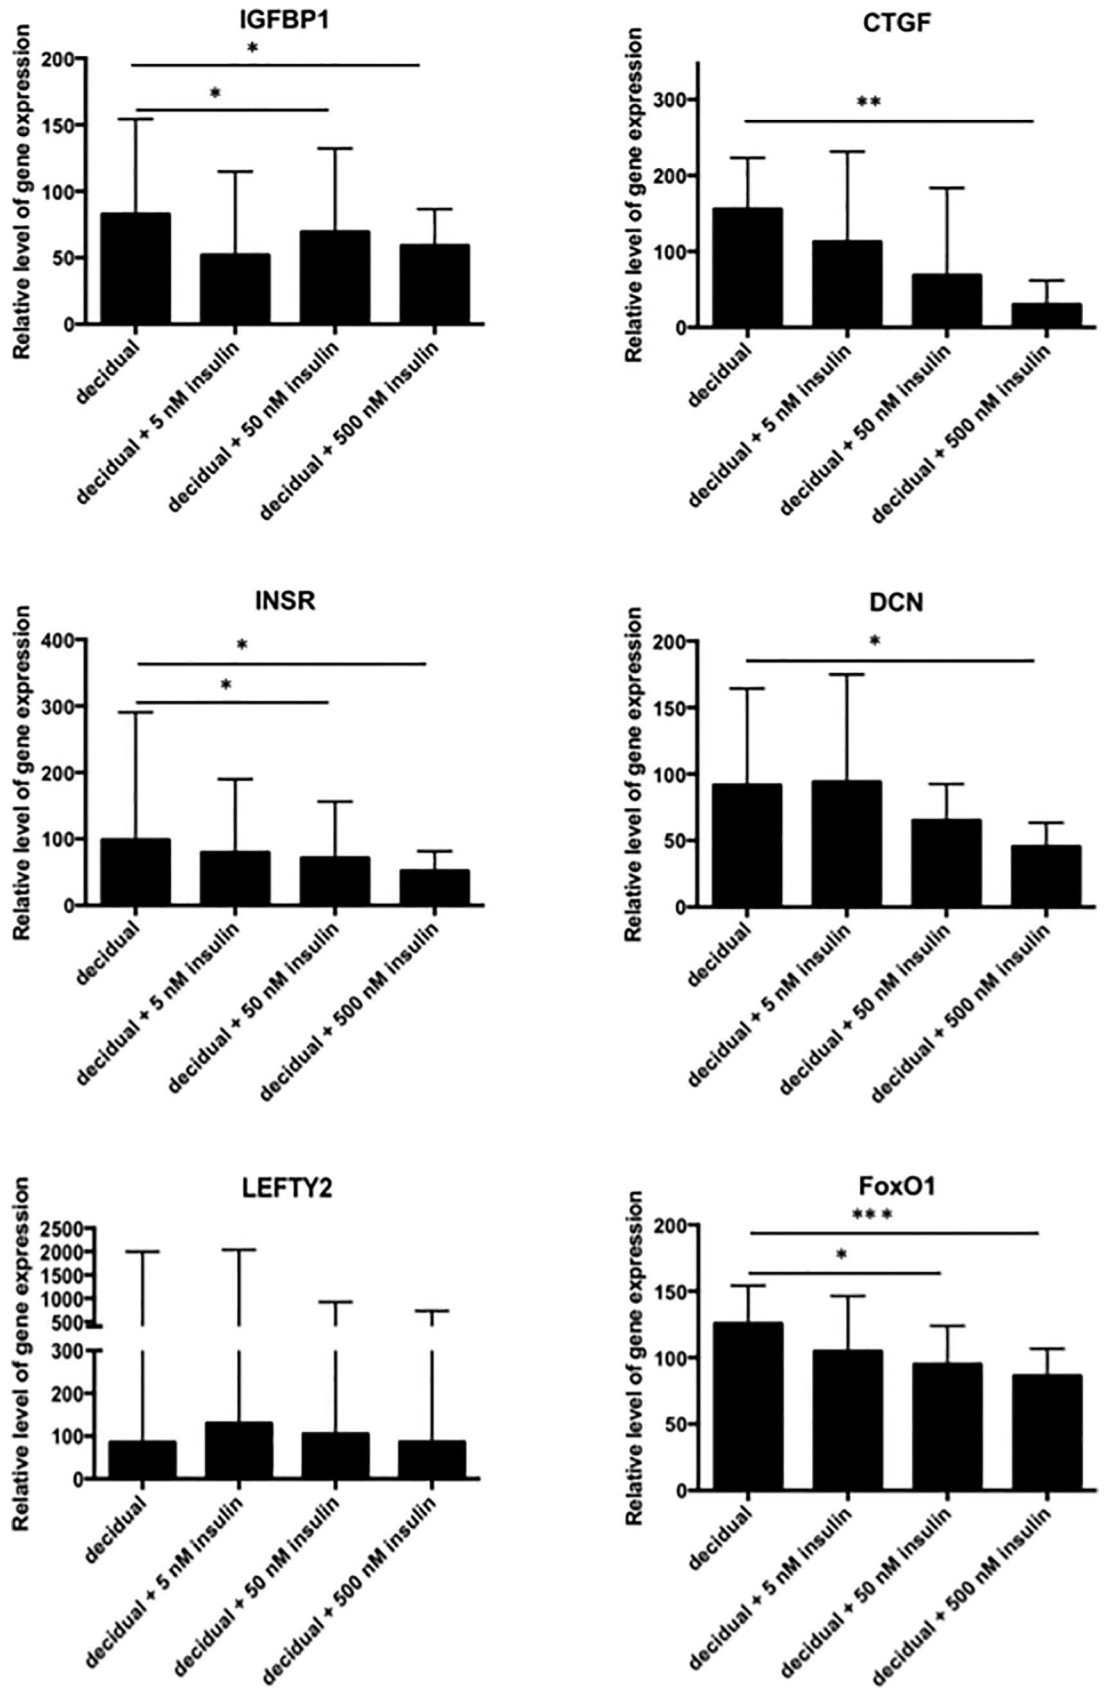 IGFBP1
*
*
Relative level of gene expression
200
150
100
50
0
decidual
decidual + 5 nM insulin
decidual + 50 nM insulin
decidual + 500 nM insulin
CTGF
**
Relative level of gene expression
300
200
100
0
decidual
decidual + 5 nM insulin
decidual + 50 nM insulin
decidual + 500 nM insulin
INSR
*
*
Relative level of gene expression
400
300
200
100
0
decidual
decidual + 5 nM insulin
decidual + 50 nM insulin
decidual + 500 nM insulin
DCN
*
Relative level of gene expression
200
150
100
50
0
decidual
decidual + 5 nM insulin
decidual + 50 nM insulin
decidual + 500 nM insulin
LEFTY2
Relative level of gene expression
2500
2000
1500
1000
500
300
200
100
0
decidual
decidual + 5 nM insulin
decidual + 50 nM insulin
decidual + 500 nM insulin
FoxO1
***
*
Relative level of gene expression
200
150
100
50
0
decidual
decidual + 5 nM insulin
decidual + 50 nM insulin
decidual + 500 nM insulin